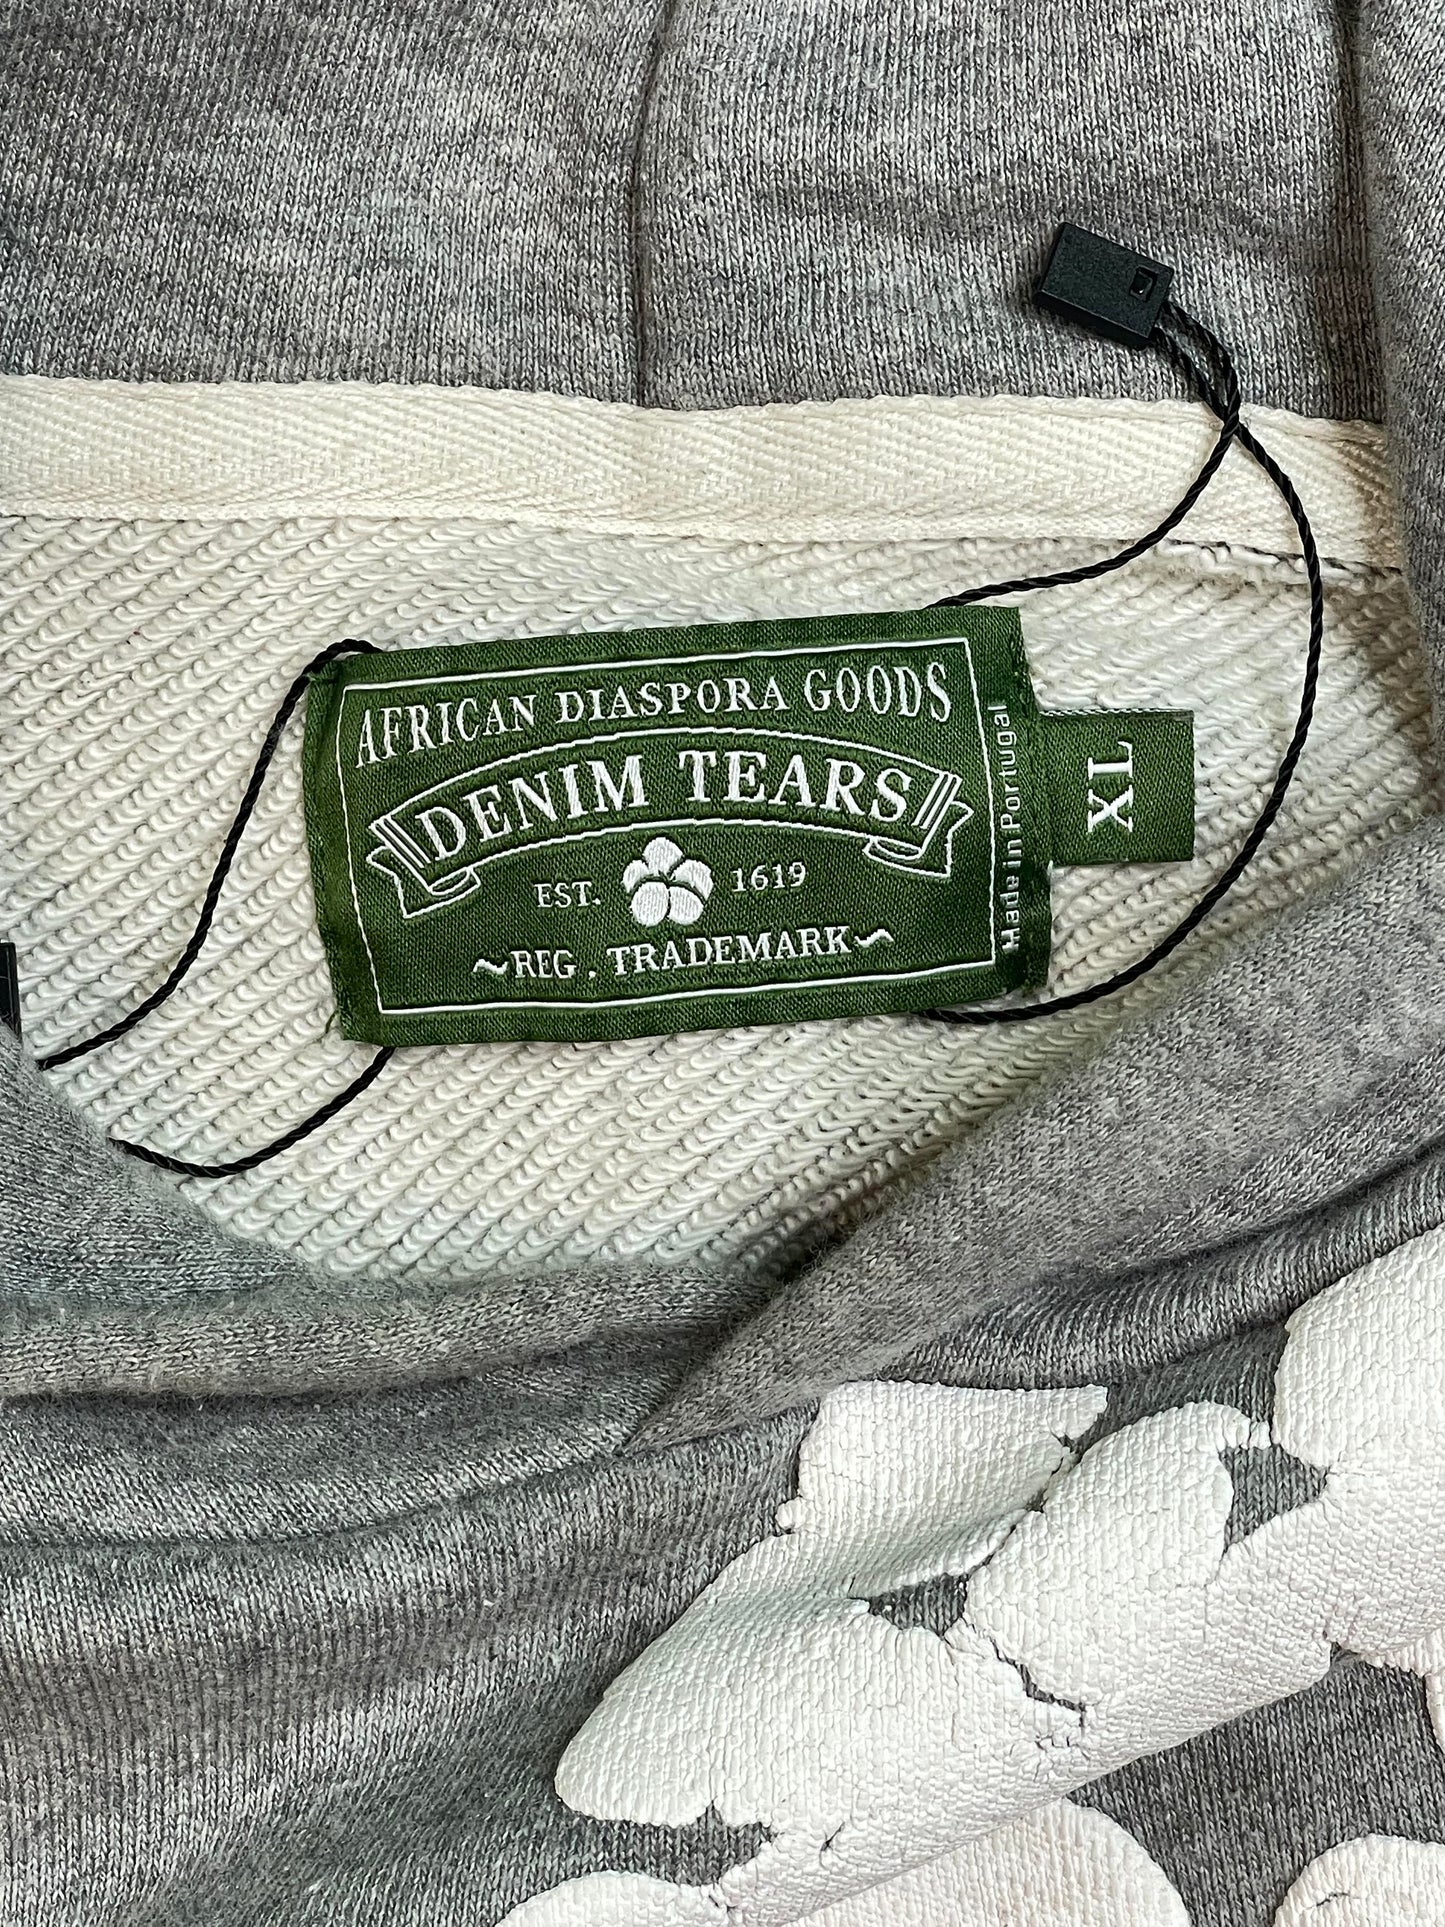 AFRICAN DIASPORA GOODS
DENIM TEARS
EST. 1619
~REG . TRADEMARK~
Made in Portugal
XL